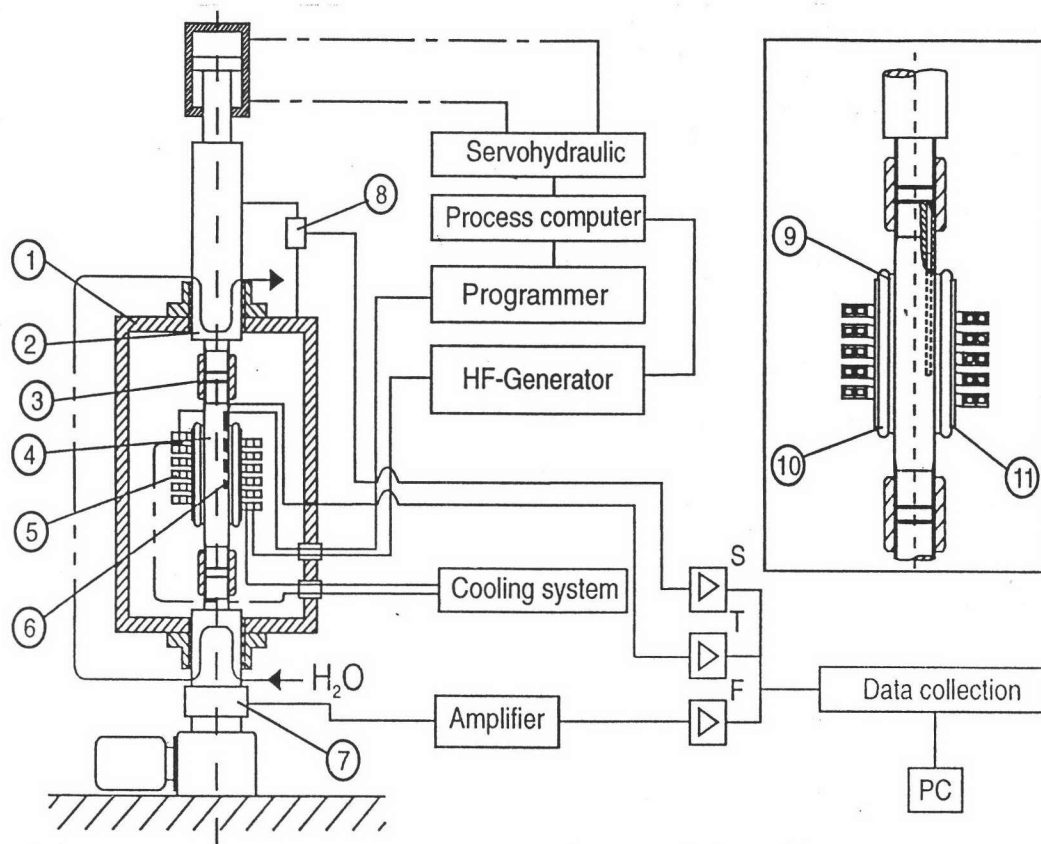 Servohydraulic
8
Process computer
1
9
Programmer
2
HF-Generator
3
4
10
11
5
S
Cooling system
6
T
H₂O
F
Data collection
Amplifier
7
PC